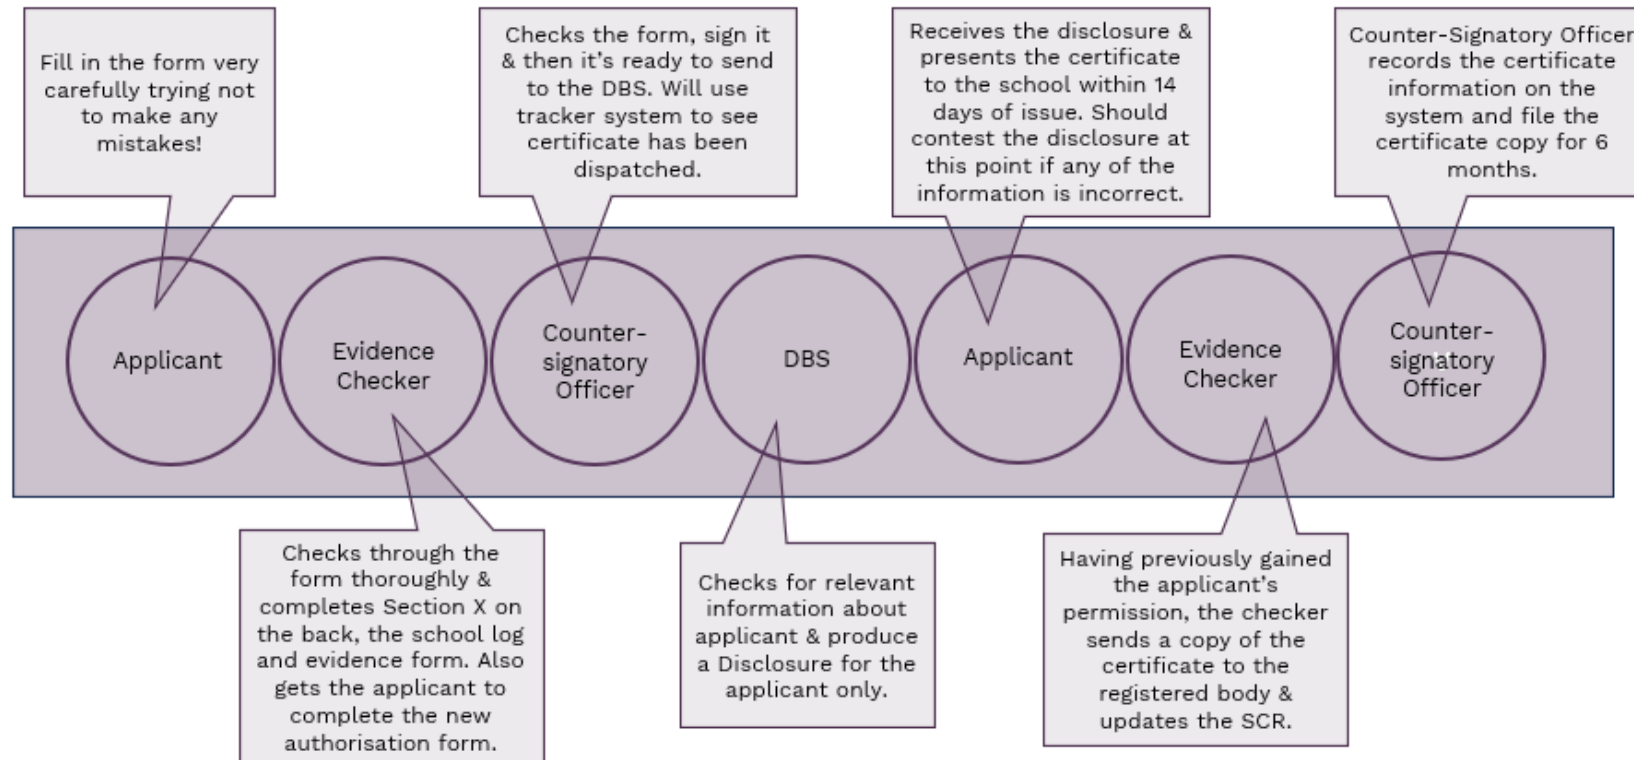 Fill in the form very
carefully trying not
to make any
mistakes!
Checks the form, sign it
& then it's ready to send
to the DBS. Will use
tracker system to see
certificate has been
dispatched.
Receives the disclosure &
presents the certificate
to the school within 14
days of issue. Should
contest the disclosure at
this point if any of the
information is incorrect.
Counter-Signatory Officer
records the certificate
information on the
system and file the
certificate copy for 6
months.
Applicant
Evidence
Checker
Counter-
signatory
Officer
DBS
Applicant
Evidence
Checker
Counter-
signatory
Officer
Checks through the
form thoroughly &
completes Section X on
the back, the school log
and evidence form. Also
gets the applicant to
complete the new
authorisation form.
Checks for relevant
information about
applicant & produce
a Disclosure for the
applicant only.
Having previously gained
the applicant's
permission, the checker
sends a copy of the
certificate to the
registered body &
updates the SCR.